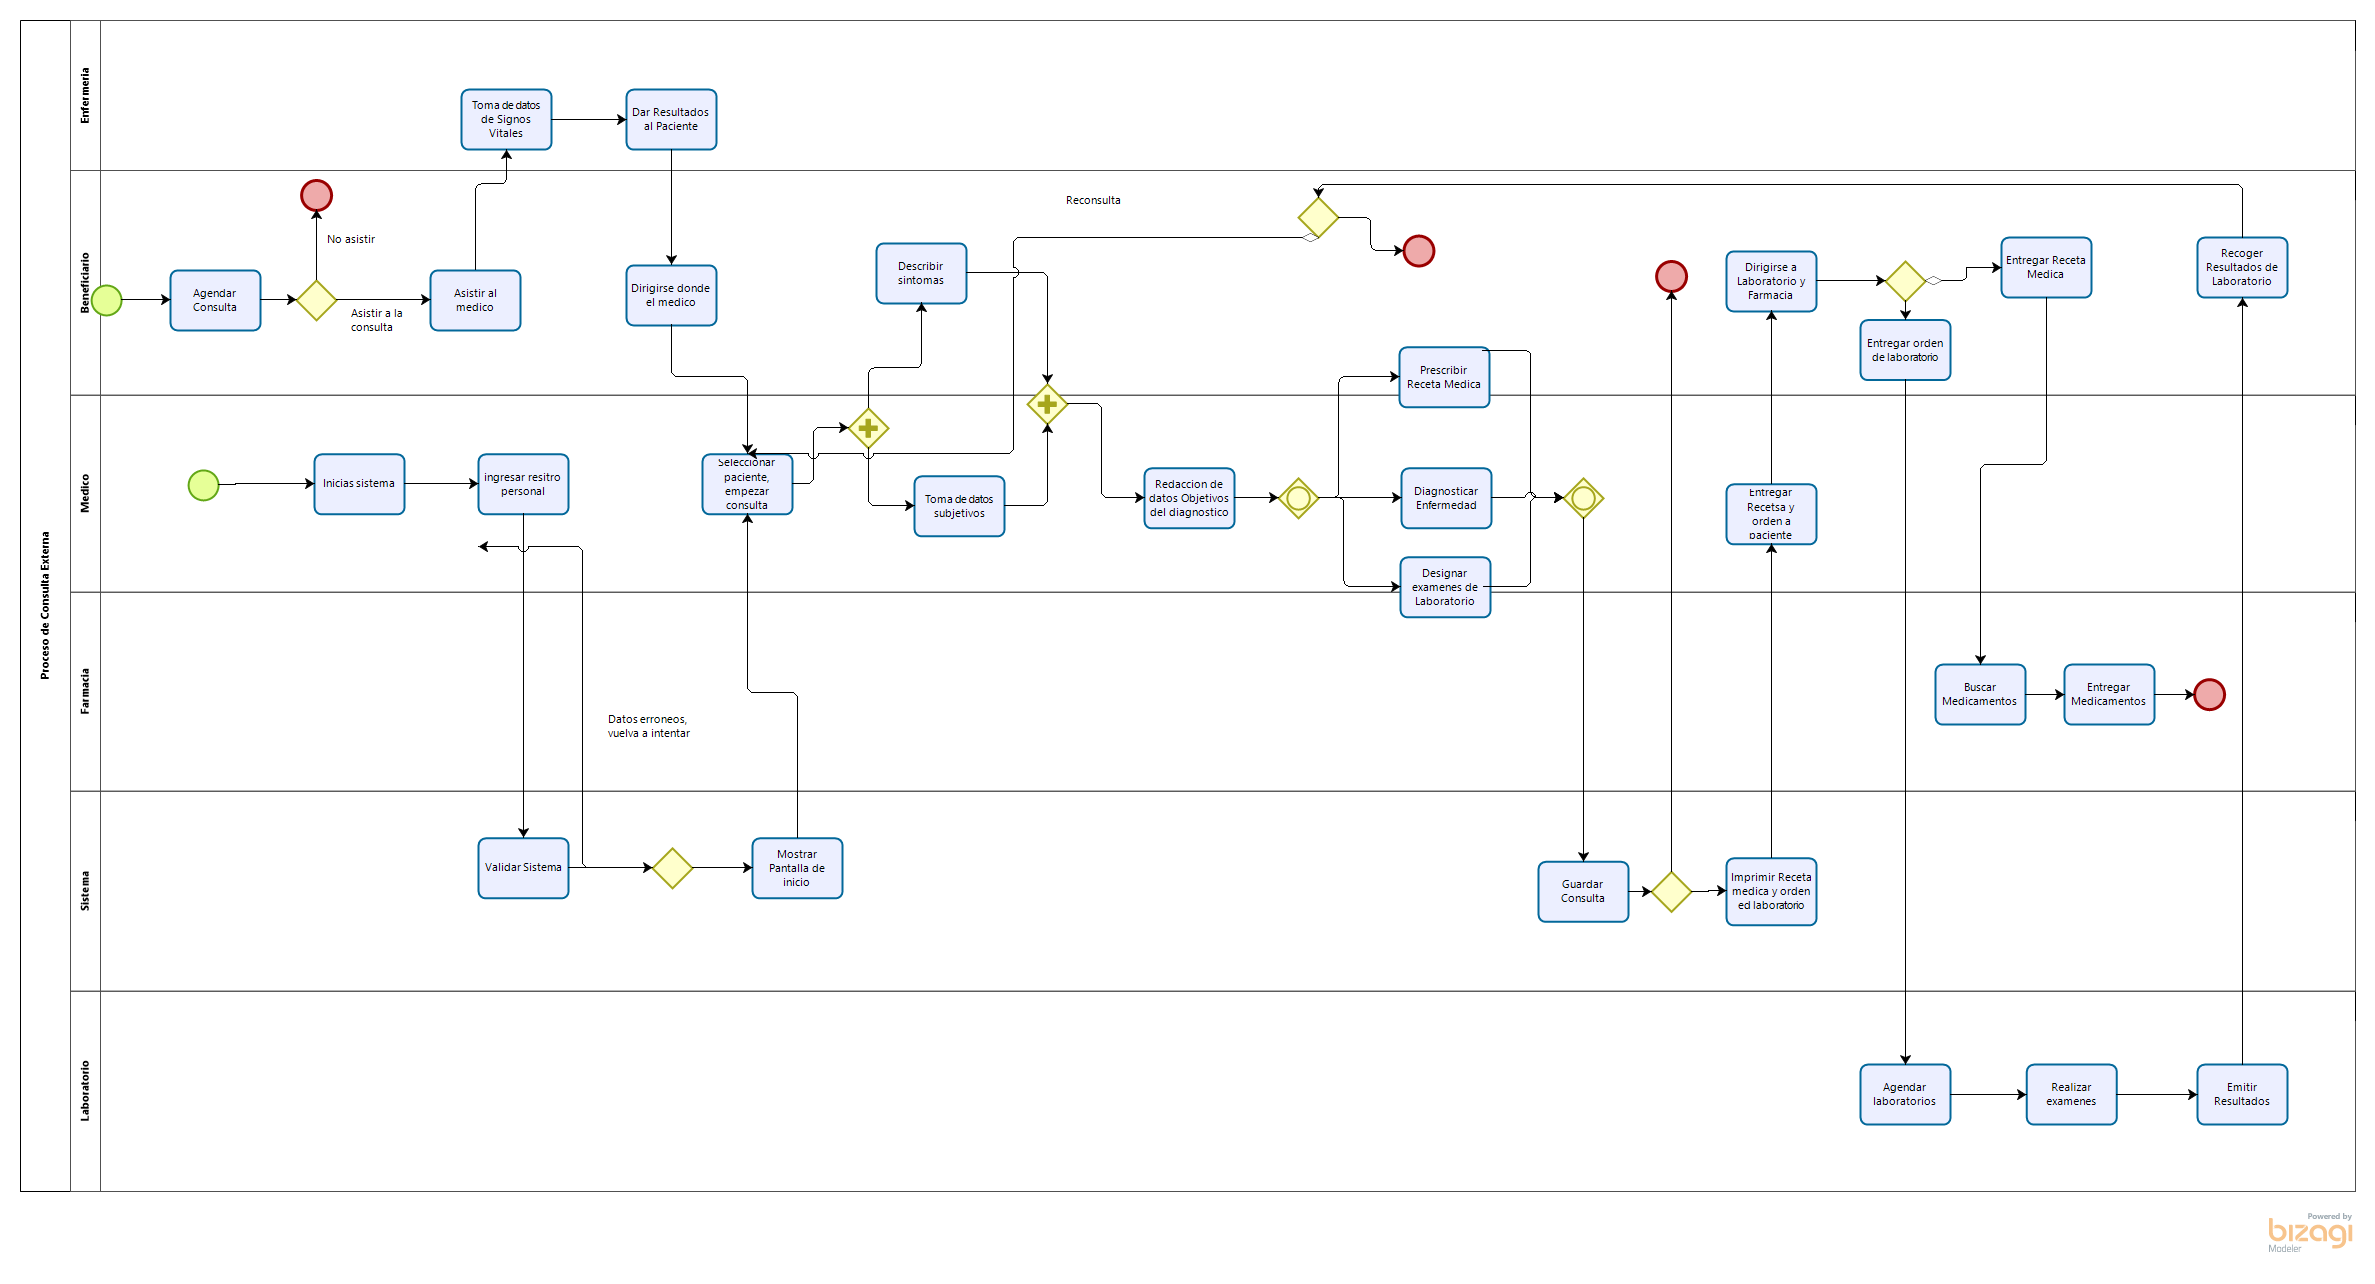 Proceso de Consulta Externa
Enfermeria
Toma de datos
de Signos
Vitales
Dar Resultados
al Paciente
Beneficiario
Agendar
Consulta
No asistir
Asistir a la
consulta
Asistir al
medico
Dirigirse donde
el medico
Describir
sintomas
Reconsulta
Prescribir
Receta Medica
Dirigirse a
Laboratorio y
Farmacia
Entregar orden
de laboratorio
Entregar Receta
Medica
Recoger
Resultados de
Laboratorio
Medico
Inicias sistema
ingresar resitro
personal
Seleccionar
paciente,
empezar
consulta
Toma de datos
subjetivos
Redaccion de
datos Objetivos
del diagnostico
Diagnosticar
Enfermedad
Designar
examenes de
Laboratorio
Entregar
Recetsa y
orden a
paciente
Farmacia
Datos erroneos,
vuelva a intentar
Buscar
Medicamentos
Entregar
Medicamentos
Sistema
Validar Sistema
Mostrar
Pantalla de
inicio
Guardar
Consulta
Imprimir Receta
medica y orden
ed laboratorio
Laboratorio
Agendar
laboratorios
Realizar
examenes
Emitir
Resultados
Powered by
bizagi
Modeler